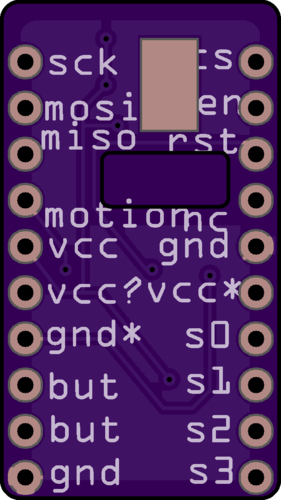 sck cs
mosi en
miso rst
motion nc
vcc gnd
vcc? vcc*
gnd* s0
but s1
but s2
gnd s3